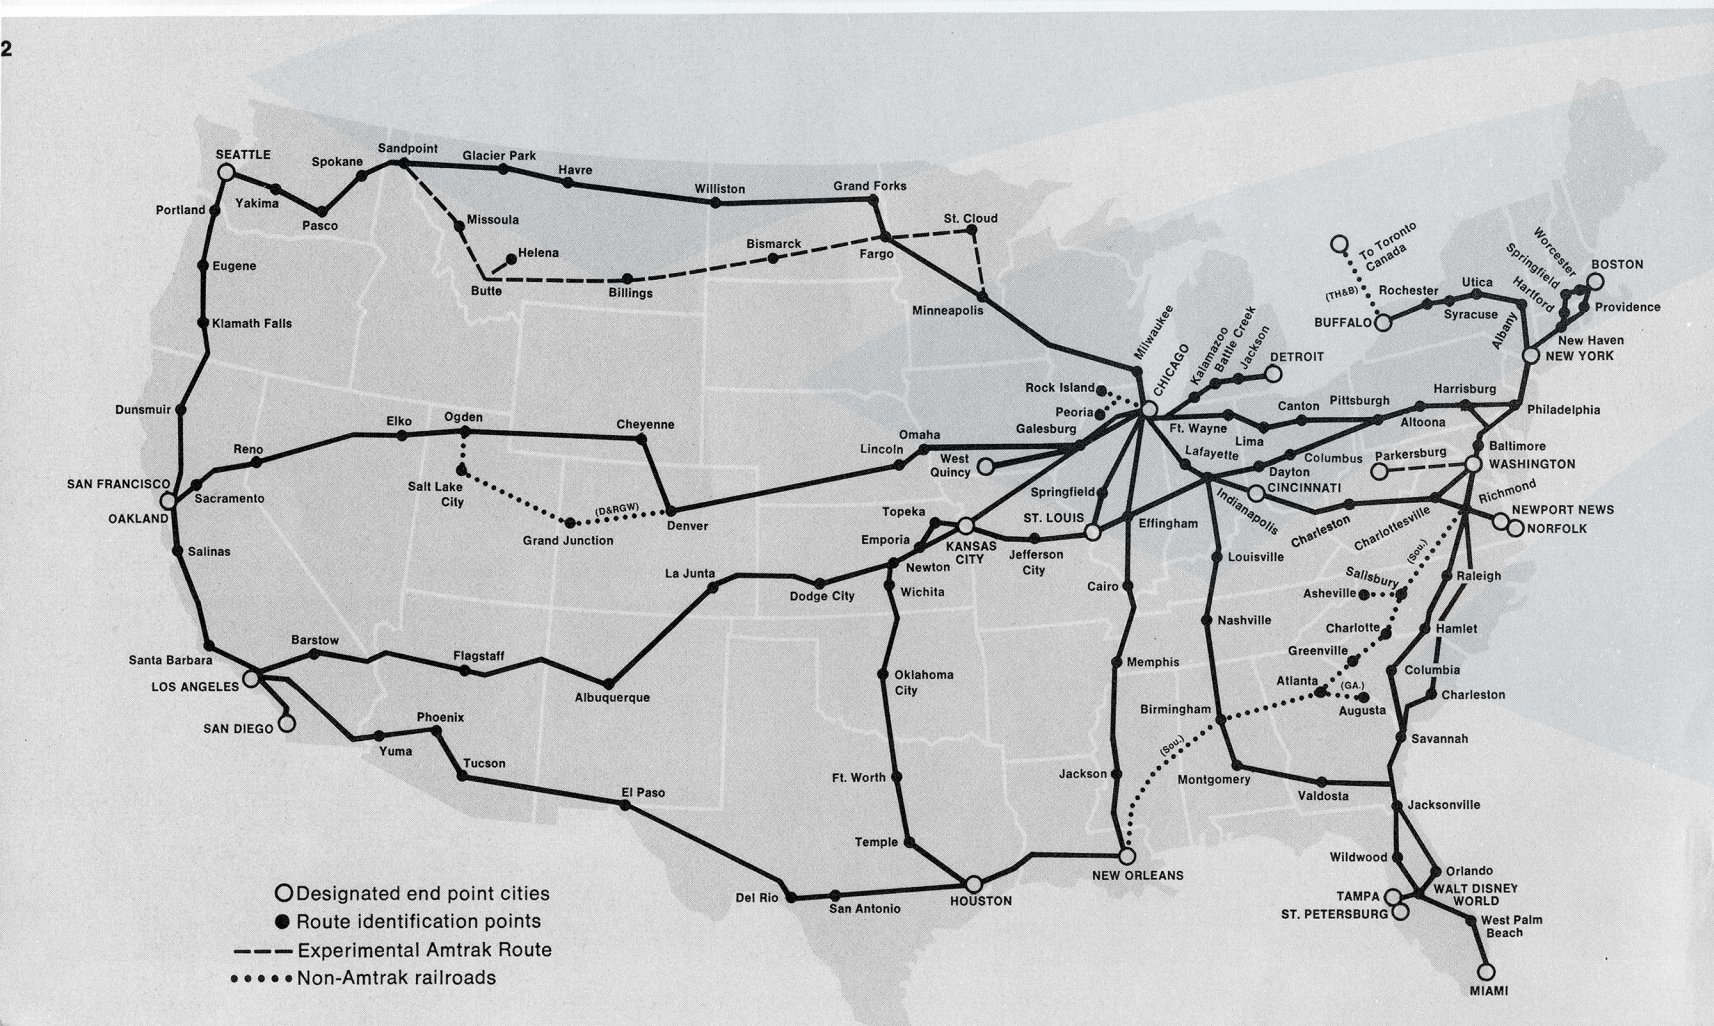 2
SEATTLE
Yakima
Pasco
Spokane
Sandpoint
Glacier Park
Havre
Williston
Grand Forks
Fargo
St. Cloud
Minneapolis
Missoula
Helena
Butte
Billings
Bismarck
Portland
Eugene
Klamath Falls
Dunsmuir
SAN FRANCISCO
OAKLAND
Sacramento
Reno
Elko
Ogden
Salt Lake
City
Grand Junction
(D&RGW)
Denver
Cheyenne
Lincoln
Omaha
West
Quincy
Galesburg
Peoria
Rock Island
Milwaukee
CHICAGO
Kalamazoo
Battle Creek
Jackson
DETROIT
Ft. Wayne
Lima
Canton
Pittsburgh
Altoona
Harrisburg
Philadelphia
To Toronto
Canada
(TH&B)
BUFFALO
Rochester
Syracuse
Utica
Albany
Worcester
Springfield
Hartford
BOSTON
Providence
New Haven
NEW YORK
Baltimore
WASHINGTON
Parkersburg
Lafayette
Dayton
Columbus
Indianapolis
CINCINNATI
Charleston
Charlottesville
Richmond
NEWPORT NEWS
NORFOLK
Springfield
ST. LOUIS
Effingham
Topeka
Emporia
KANSAS
CITY
Jefferson
City
Newton
Wichita
Dodge City
La Junta
Salinas
Santa Barbara
LOS ANGELES
SAN DIEGO
Barstow
Flagstaff
Albuquerque
Yuma
Phoenix
Tucson
El Paso
Del Rio
San Antonio
HOUSTON
Temple
Ft. Worth
Oklahoma
City
Cairo
Memphis
Jackson
NEW ORLEANS
Louisville
Nashville
Birmingham
(Sou.)
Montgomery
Valdosta
Atlanta
(GA.)
Augusta
Greenville
Charlotte
Asheville
Salisbury
(Sou.)
Raleigh
Hamlet
Columbia
Charleston
Savannah
Jacksonville
Wildwood
Orlando
WALT DISNEY
WORLD
TAMPA
ST. PETERSBURG
West Palm
Beach
MIAMI
Designated end point cities
Route identification points
Experimental Amtrak Route
Non-Amtrak railroads